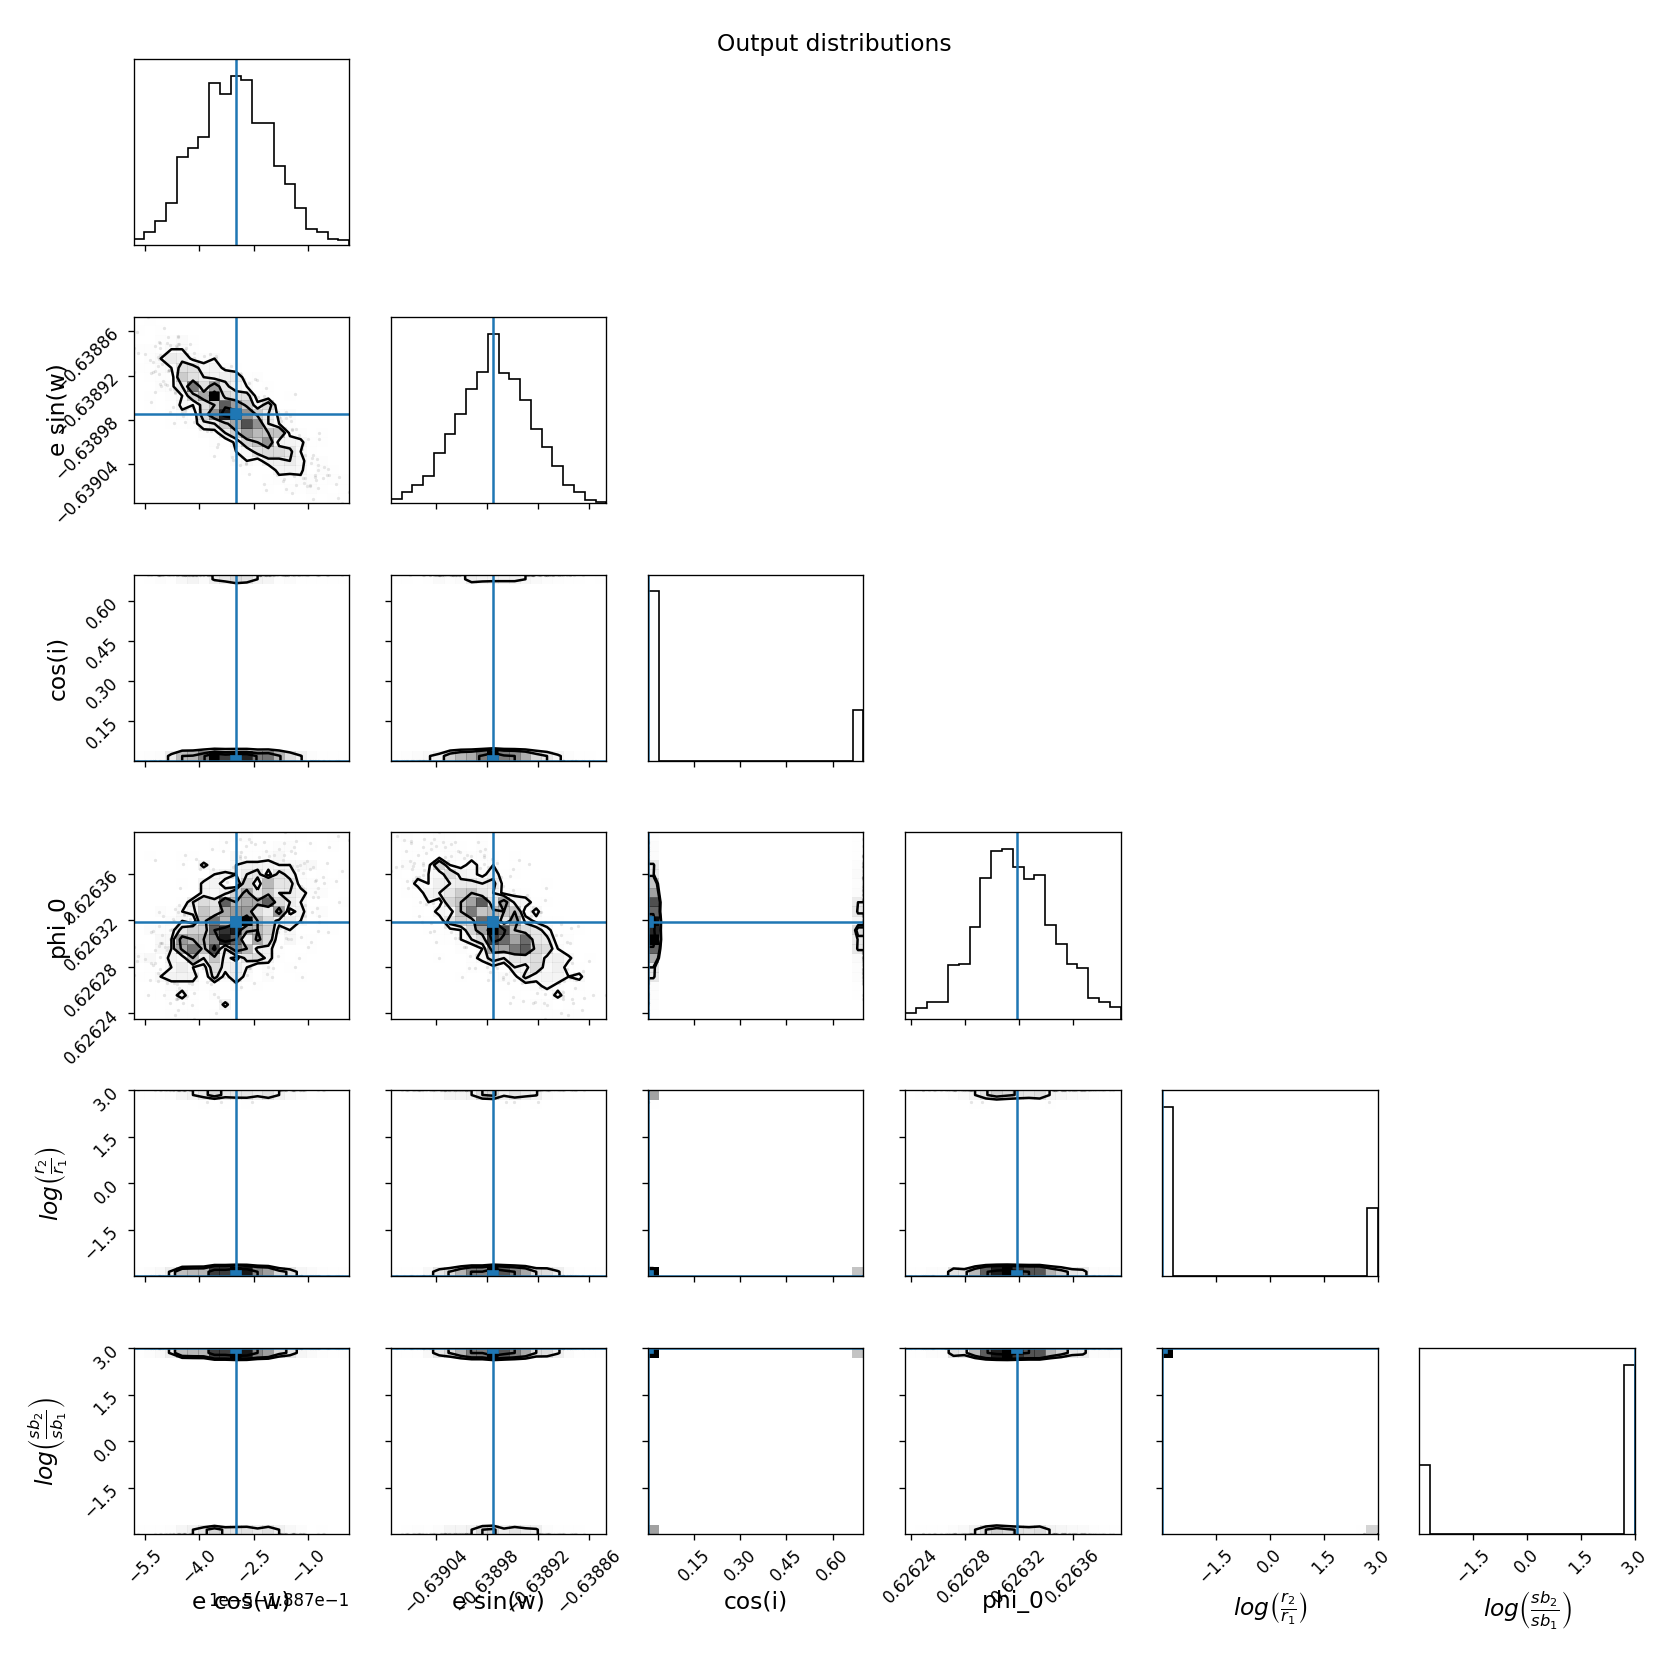 Output distributions
e sin(w)
−0.63886
−0.63892
−0.63898
−0.63904
cos(i)
0.60
0.45
0.30
0.15
phi_0
0.62636
0.62632
0.62628
0.62624
log(r₂/r₁)
3.0
1.5
0.0
−1.5
log(sb₂/sb₁)
3.0
1.5
0.0
−1.5
−5.5 −4.0 −2.5 −1.0
−0.63904 −0.63898 −0.63892 −0.63886
0.15 0.30 0.45 0.60
0.62624 0.62628 0.62632 0.62636
−1.5 0.0 1.5 3.0
−1.5 0.0 1.5 3.0
e cos(w) e sin(w) cos(i) phi_0 log(r₂/r₁) log(sb₂/sb₁)